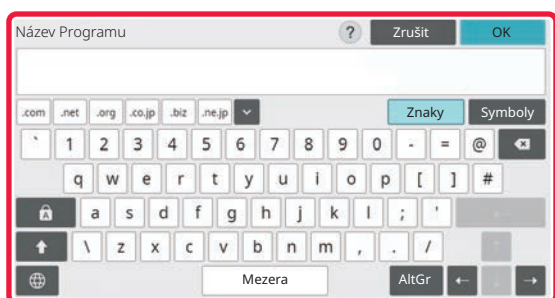 Název Programu ? Zrušit OK
.com .net .org .co.jp .biz .ne.jp Znaky Symboly
` 1 2 3 4 5 6 7 8 9 0 - = @
q w e r t y u i o p [ ] #
A a s d f g h j k l ; '
\ z x c v b n m , . /
Mezera AltGr ← ↓ →